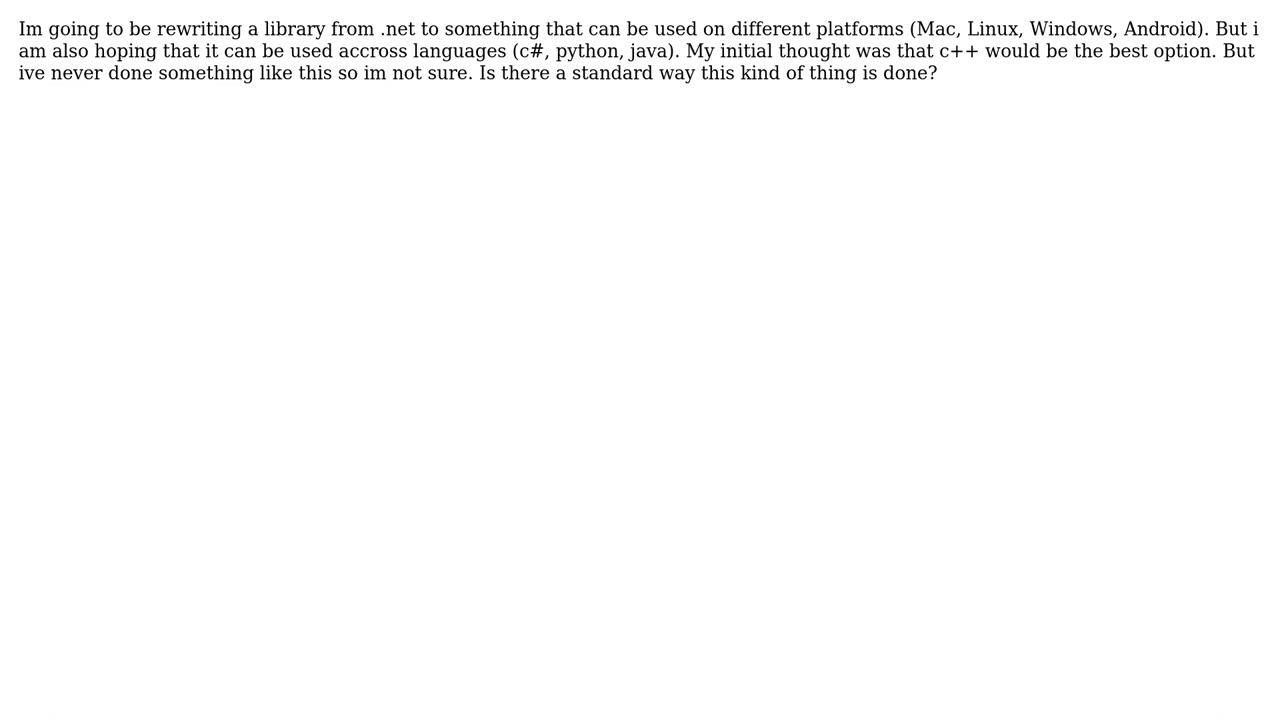 Im going to be rewriting a library from .net to something that can be used on different platforms (Mac, Linux, Windows, Android). But i
am also hoping that it can be used accross languages (c#, python, java). My initial thought was that c++ would be the best option. But
ive never done something like this so im not sure. Is there a standard way this kind of thing is done?